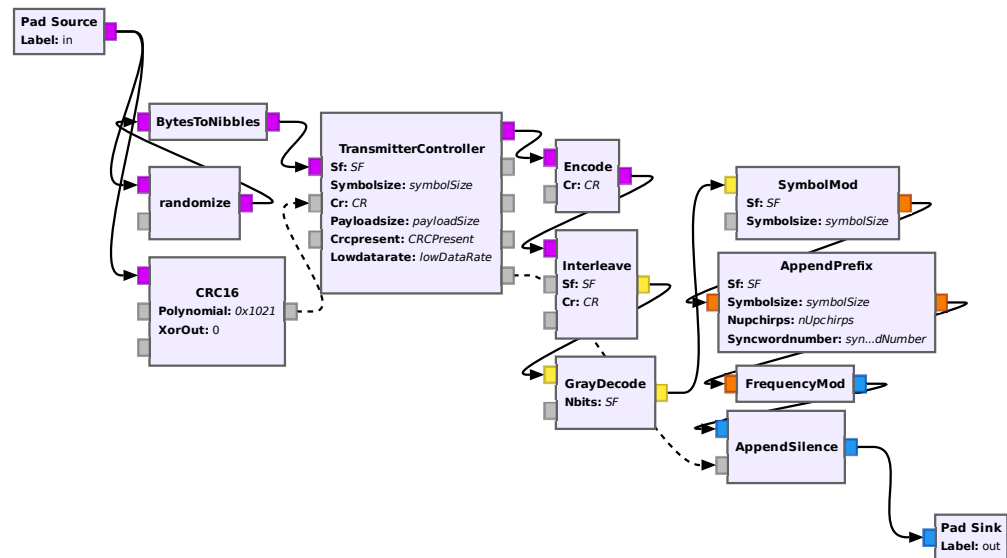 Pad Source
Label: in
BytesToNibbles
randomize
CRC16
Polynomial: 0x1021
XorOut: 0
TransmitterController
Sf: SF
Symbolsize: symbolSize
Cr: CR
Payloadsize: payloadSize
Crcpresent: CRCPresent
Lowdatarate: lowDataRate
Encode
Cr: CR
Interleave
Sf: SF
Cr: CR
GrayDecode
Nbits: SF
SymbolMod
Sf: SF
Symbolsize: symbolSize
AppendPrefix
Sf: SF
Symbolsize: symbolSize
Nupchirps: nUpchirps
Syncwordnumber: syn...dNumber
FrequencyMod
AppendSilence
Pad Sink
Label: out